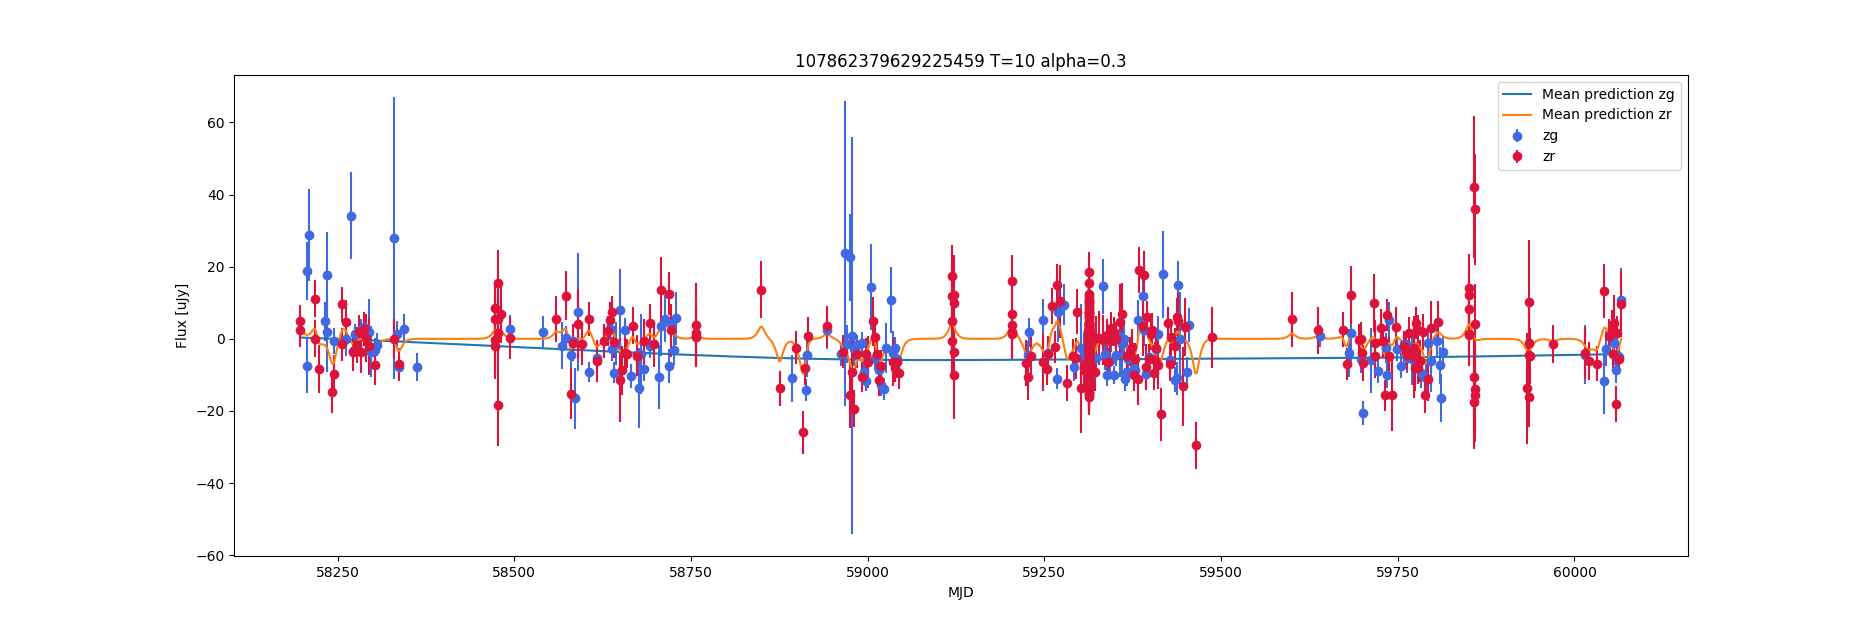 107862379629225459 T=10 alpha=0.3
Mean prediction zg
Mean prediction zr
zg
zr
Flux [uJy]
60
40
20
0
−20
−40
−60
58250 58500 58750 59000 59250 59500 59750 60000
MJD